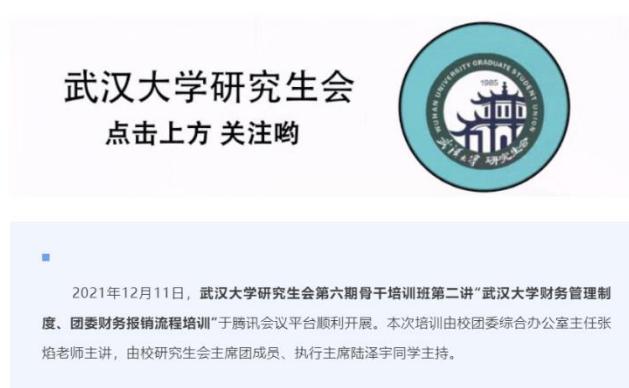 武汉大学研究生会
点击上方 关注哟
WUHAN UNIVERSITY GRADUATE STUDENT UNION
1985
武汉大学 研究生会
2021年12月11日，武汉大学研究生会第六期骨干培训班第二讲“武汉大学财务管理制
度、团委财务报销流程培训”于腾讯会议平台顺利开展。本次培训由校团委综合办公室主任张
焰老师主讲，由校研究生会主席团成员、执行主席陆泽宇同学主持。